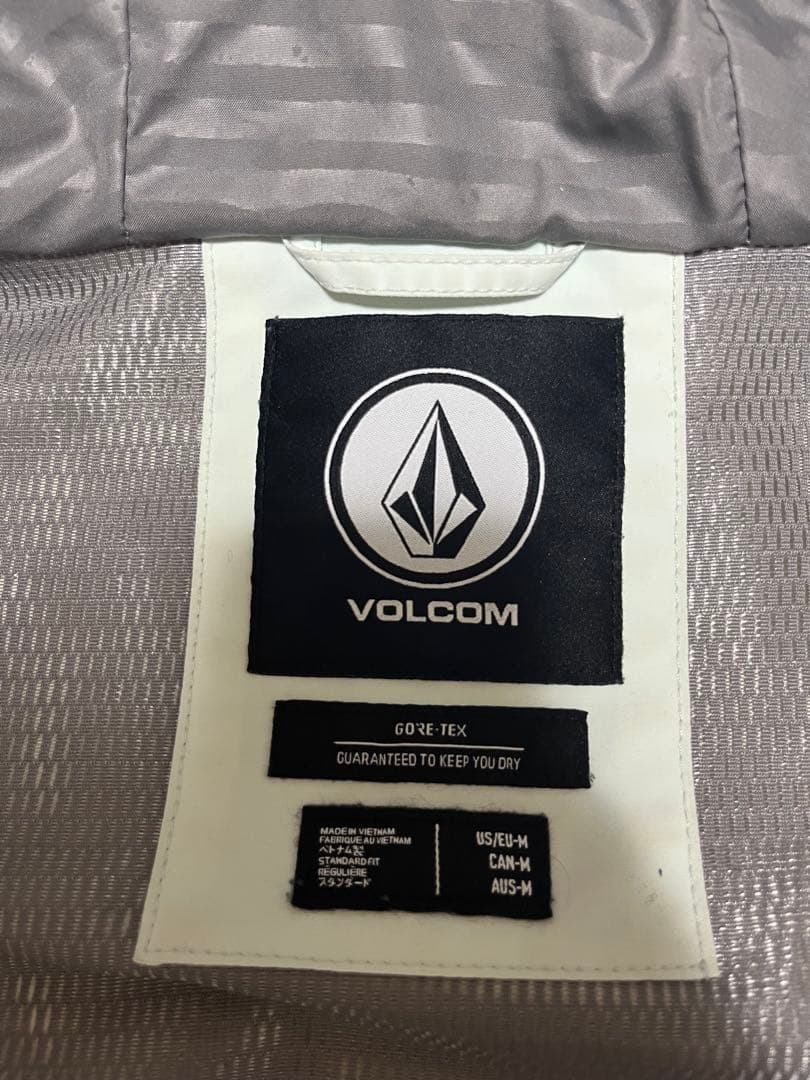 VOLCOM
GORE-TEX
GUARANTEED TO KEEP YOU DRY
MADE IN VIETNAM
FABRIQUE AU VIETNAM
ベトナム製
STANDARD FIT
RÉGULIÈRE
スタンダード
US/EU-M
CAN-M
AUS-M